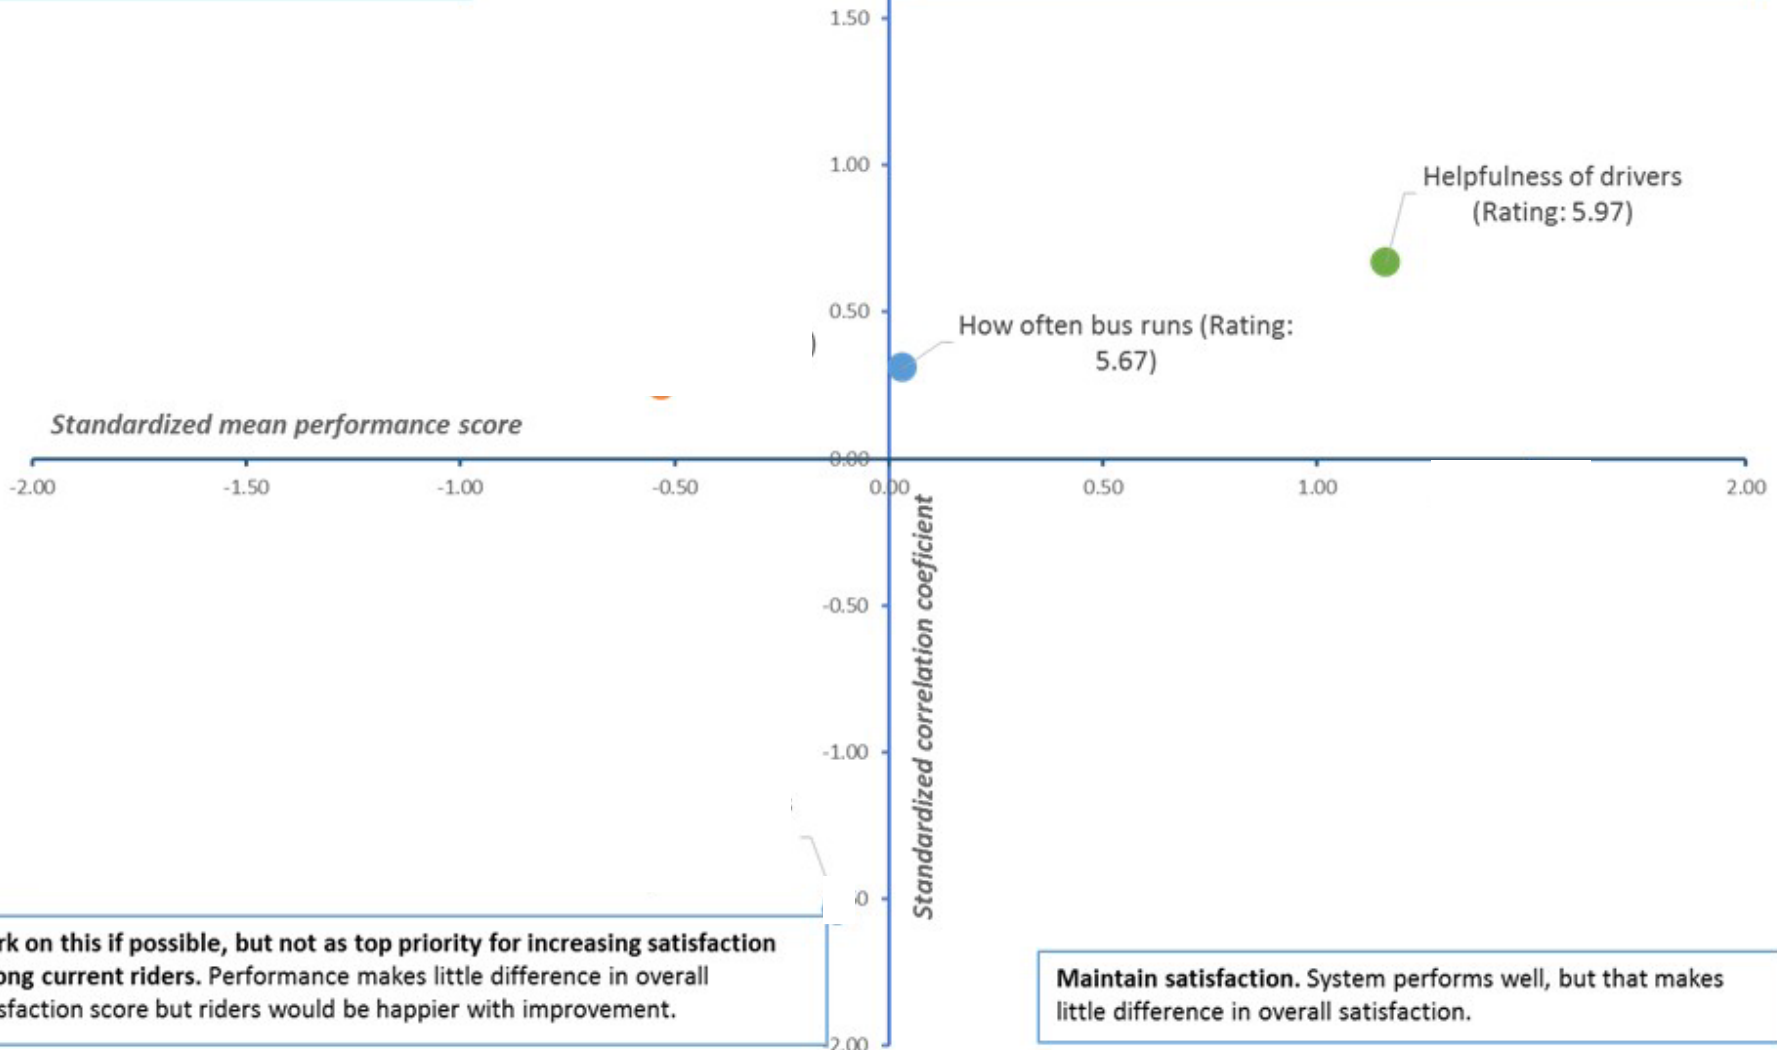 1.50
1.00
Helpfulness of drivers
(Rating: 5.97)
0.50
How often bus runs (Rating:
5.67)
)
Standardized mean performance score
0.00
-2.00 -1.50 -1.00 -0.50 0.00 0.50 1.00 2.00
Standardized correlation coeficient
-0.50
-1.00
on this if possible, but not as top priority for increasing satisfaction
current riders. Performance makes little difference in overall
score but riders would be happier with improvement.
Maintain satisfaction. System performs well, but that makes
little difference in overall satisfaction.
2.00